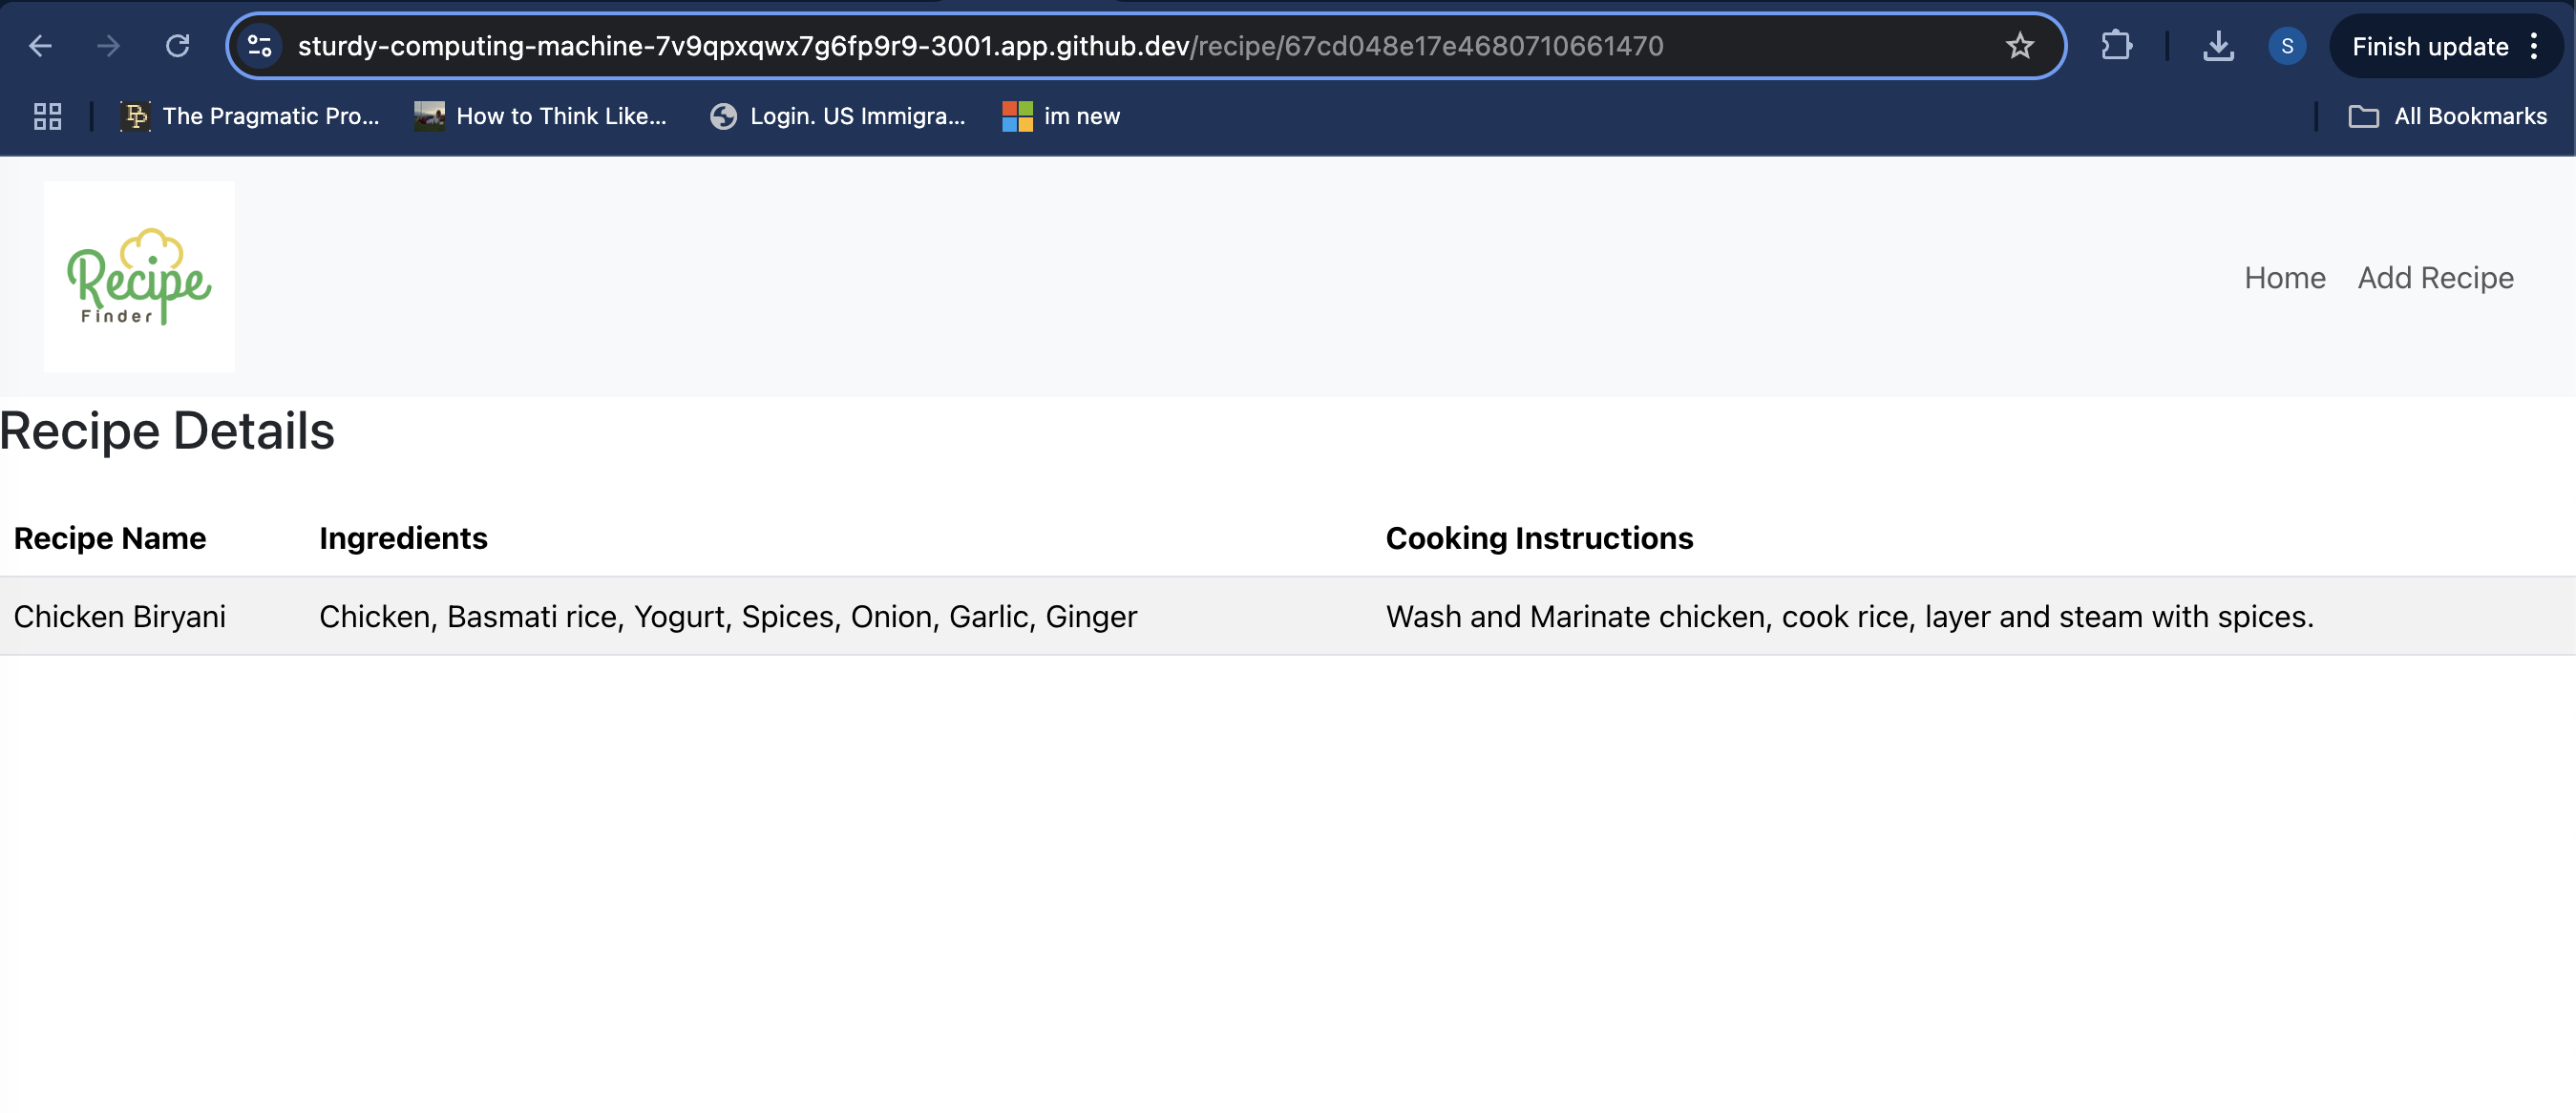 sturdy-computing-machine-7v9qpxqwx7g6fp9r9-3001.app.github.dev/recipe/67cd048e17e4680710661470
S
Finish update
The Pragmatic Pro...
How to Think Like...
Login. US Immigra...
im new
All Bookmarks
Recipe
Finder
Home
Add Recipe
Recipe Details
Recipe Name Ingredients Cooking Instructions
Chicken Biryani Chicken, Basmati rice, Yogurt, Spices, Onion, Garlic, Ginger Wash and Marinate chicken, cook rice, layer and steam with spices.